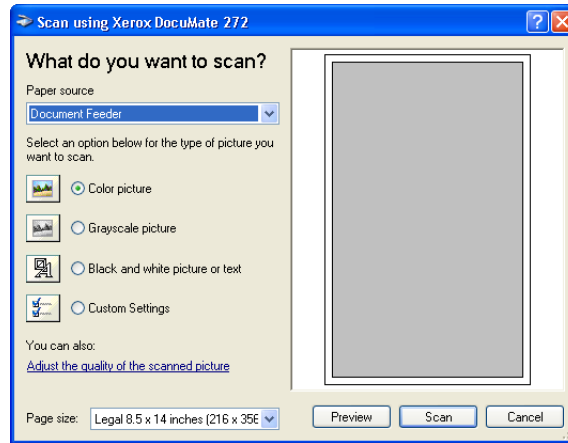 Scan using Xerox DocuMate 272
What do you want to scan?
Paper source
Document Feeder
Select an option below for the type of picture you
want to scan.
Color picture
Grayscale picture
Black and white picture or text
Custom Settings
You can also:
Adjust the quality of the scanned picture
Page size: Legal 8.5 x 14 inches (216 x 356
Preview Scan Cancel